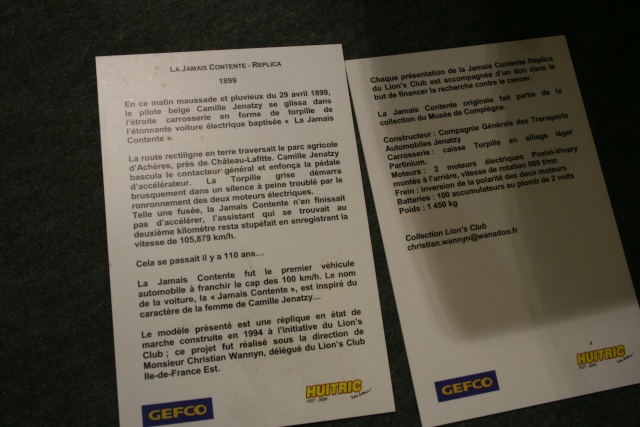 LA JAMAIS CONTENTE - REPLICA
1899
En ce matin maussade et pluvieux du 29 avril 1899,
le pilote belge Camille Jenatzy se glissa dans
l'étroite carrosserie en forme de torpille de
l'étonnante voiture électrique baptisée « La Jamais
Contente ».
La route rectiligne en terre traversait le parc agricole
d'Achères, près de Château-Lafitte. Camille Jenatzy
bascula le contacteur général et enfonça la pédale
d'accélérateur. La Torpille grise démarra
brusquement dans un silence à peine troublé par le
ronronnement des deux moteurs électriques.
Telle une fusée, la Jamais Contente n'en finissait
pas d'accélérer, l'assistant qui se trouvait au
deuxième kilomètre resta stupéfait en enregistrant la
vitesse de 105,879 km/h.
Cela se passait il y a 110 ans…
La Jamais Contente fut le premier véhicule
automobile à franchir le cap des 100 km/h. Le nom
de la voiture, la « Jamais Contente », est inspiré du
caractère de la femme de Camille Jenatzy…
Le modèle présenté est une réplique en état de
marche construite en 1994 à l'initiative du Lion's
Club ; ce projet fut réalisé sous la direction de
Monsieur Christian Wannyn, délégué du Lion's Club
Ile-de-France Est.
GEFCO
HUITRIC
Chaque présentation de la Jamais Contente Réplica
du Lion's Club est accompagnée d'un don dans le
but de financer la recherche contre le cancer.
La Jamais Contente originale fait partie de la
collection du Musée de Compiègne.
Constructeur : Compagnie Générale des Transports
Automobiles Jenatzy
Carrosserie : caisse Torpille en alliage léger
Partinium.
Moteurs : 2 moteurs électriques Postel-Vinary
montés à l'arrière, vitesse de rotation 900 t/mn
Frein : inversion de la polarité des deux moteurs
Batteries : 100 accumulateurs au plomb de 2 volts
Poids : 1 450 kg
Collection Lion's Club
christian.wannyn@wanadoo.fr
GEFCO
HUITRIC